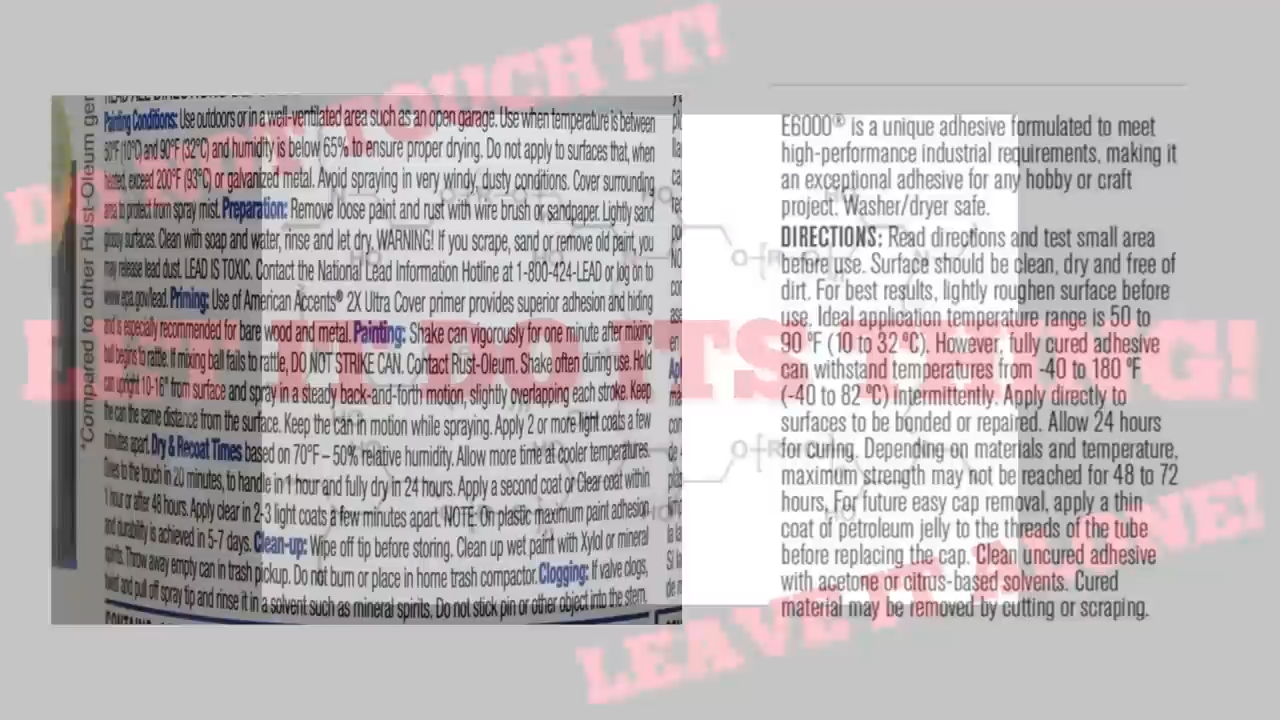 DO NOT TOUCH IT!
LET IT DO ITS THING!
LEAVE IT ALONE!
*Compared to other Rust-Oleum gen
READ ALL DIRECTIONS
Painting Conditions: Use outdoors or in a well-ventilated area such as an open garage. Use when temperature is between
50°F (10°C) and 90°F (32°C) and humidity is below 65% to ensure proper drying. Do not apply to surfaces that, when
heated, exceed 200°F (93°C) or galvanized metal. Avoid spraying in very windy, dusty conditions. Cover surrounding
area to protect from spray mist. Preparation: Remove loose paint and rust with wire brush or sandpaper. Lightly sand
glossy surfaces. Clean with soap and water, rinse and let dry. WARNING! If you scrape, sand or remove old paint, you
may release lead dust. LEAD IS TOXIC. Contact the National Lead Information Hotline at 1-800-424-LEAD or log on to
www.epa.gov/lead. Priming: Use of American Accents® 2X Ultra Cover primer provides superior adhesion and hiding
and is especially recommended for bare wood and metal. Painting: Shake can vigorously for one minute after mixing
ball begins to rattle. If mixing ball fails to rattle, DO NOT STRIKE CAN. Contact Rust-Oleum. Shake often during use. Hold
can upright 10-16" from surface and spray in a steady back-and-forth motion, slightly overlapping each stroke. Keep
the can the same distance from the surface. Keep the can in motion while spraying. Apply 2 or more light coats a few
minutes apart. Dry & Recoat Times based on 70°F – 50% relative humidity. Allow more time at cooler temperatures.
Dries to the touch in 20 minutes, to handle in 1 hour and fully dry in 24 hours. Apply a second coat or Clear coat within
1 hour or after 48 hours. Apply clear in 2-3 light coats a few minutes apart. NOTE: On plastic maximum paint adhesion
and durability is achieved in 5-7 days. Clean-up: Wipe off tip before storing. Clean up wet paint with Xylol or mineral
spirits. Throw away empty can in trash pickup. Do not burn or place in home trash compactor. Clogging: If valve clogs,
twist and pull off spray tip and rinse it in a solvent such as mineral spirits. Do not stick pin or other object into the stem.
E6000® is a unique adhesive formulated to meet
high-performance industrial requirements, making it
an exceptional adhesive for any hobby or craft
project. Washer/dryer safe.
DIRECTIONS: Read directions and test small area
before use. Surface should be clean, dry and free of
dirt. For best results, lightly roughen surface before
use. Ideal application temperature range is 50 to
90 ºF (10 to 32 ºC). However, fully cured adhesive
can withstand temperatures from -40 to 180 ºF
(-40 to 82 ºC) intermittently. Apply directly to
surfaces to be bonded or repaired. Allow 24 hours
for curing. Depending on materials and temperature,
maximum strength may not be reached for 48 to 72
hours. For future easy cap removal, apply a thin
coat of petroleum jelly to the threads of the tube
before replacing the cap. Clean uncured adhesive
with acetone or citrus-based solvents. Cured
material may be removed by cutting or scraping.